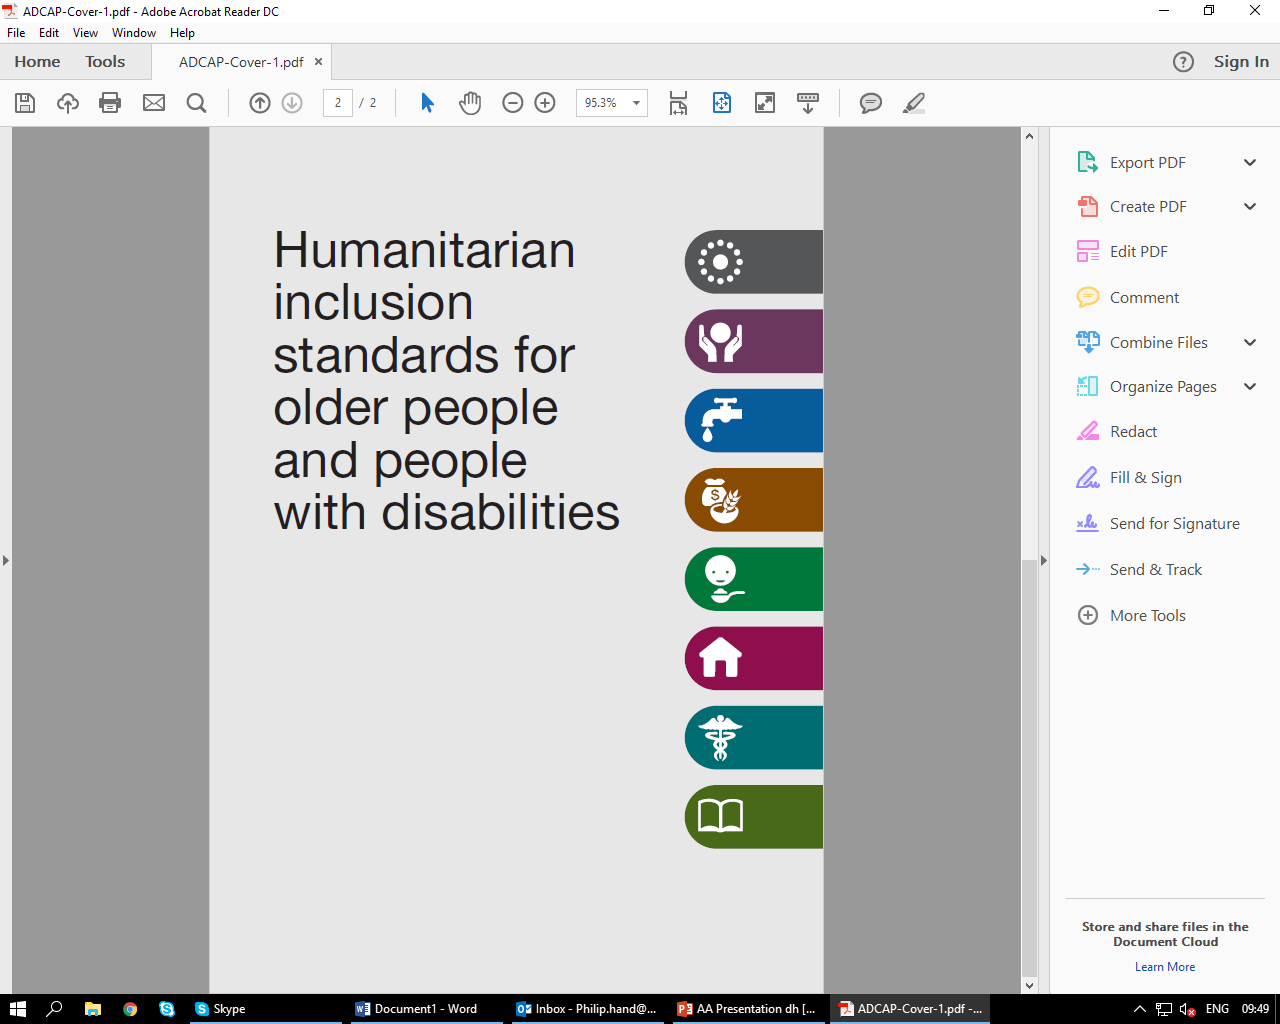 ADCAP-Cover-1.pdf - Adobe Acrobat Reader DC
File Edit View Window Help
Home Tools ADCAP-Cover-1.pdf × Sign In
2 / 2 95.3%
Humanitarian
inclusion
standards for
older people
and people
with disabilities
$
Export PDF
Create PDF
Edit PDF
Comment
Combine Files
Organize Pages
Redact
Fill & Sign
Send for Signature
Send & Track
More Tools
Store and share files in the
Document Cloud
Learn More
Skype Document1 - Word Inbox - Philip.hand@... AA Presentation dh [... ADCAP-Cover-1.pdf -... ENG 09:49